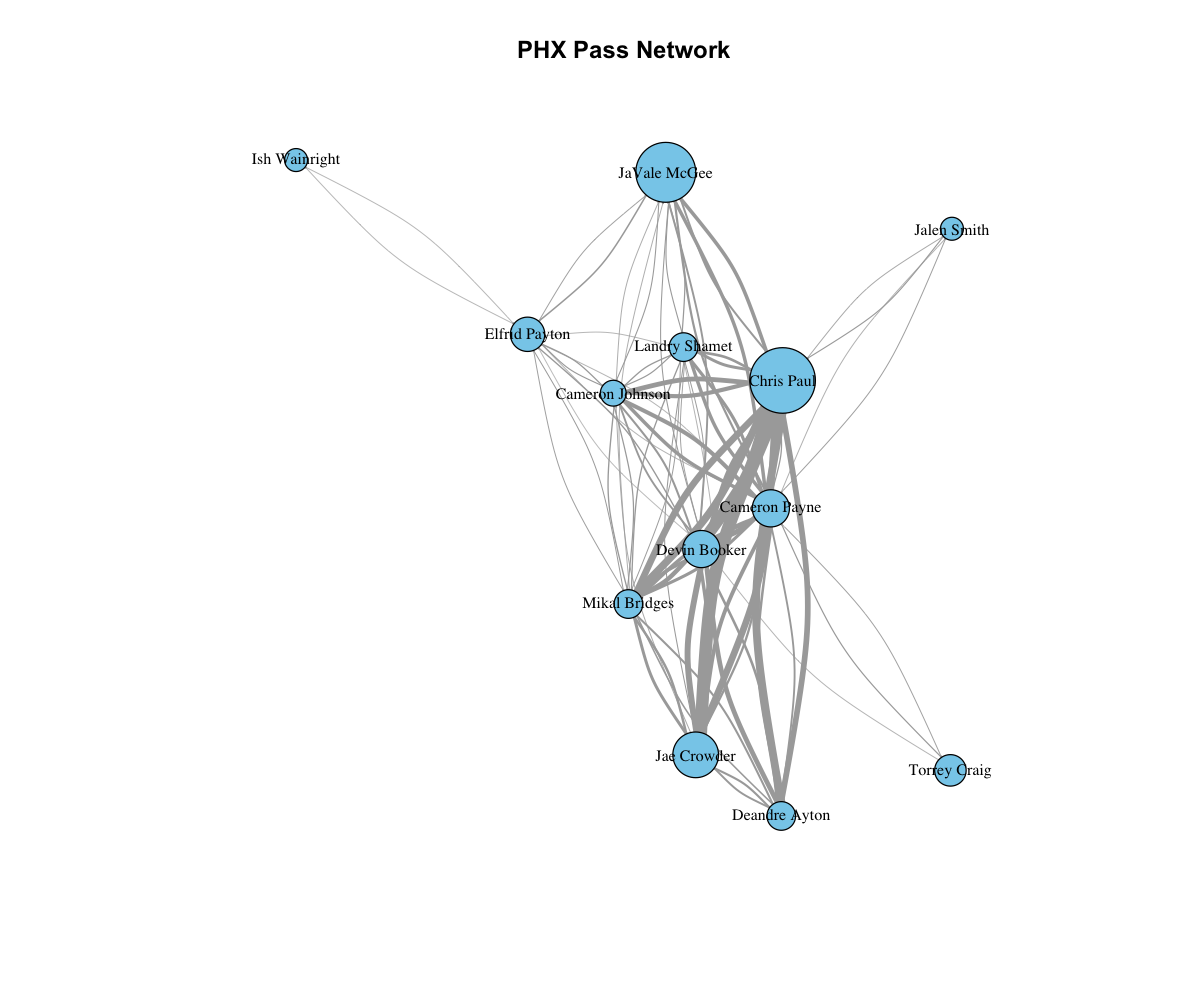 PHX Pass Network
Ish Wainright
JaVale McGee
Jalen Smith
Elfrid Payton
Landry Shamet
Chris Paul
Cameron Johnson
Cameron Payne
Devin Booker
Mikal Bridges
Jae Crowder
Torrey Craig
Deandre Ayton